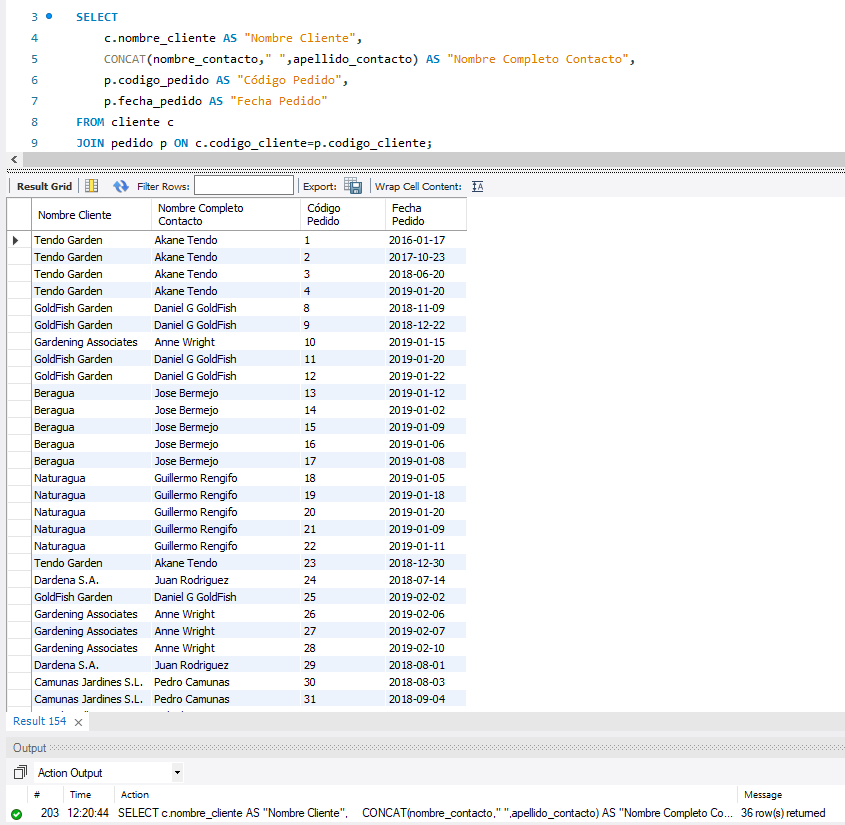 3 SELECT
4 c.nombre_cliente AS "Nombre Cliente",
5 CONCAT(nombre_contacto," ",apellido_contacto) AS "Nombre Completo Contacto",
6 p.codigo_pedido AS "Código Pedido",
7 p.fecha_pedido AS "Fecha Pedido"
8 FROM cliente c
9 JOIN pedido p ON c.codigo_cliente=p.codigo_cliente;
Result Grid Filter Rows: Export: Wrap Cell Content:
Nombre Cliente Nombre Completo Contacto Código Pedido Fecha Pedido
Tendo Garden Akane Tendo 1 2016-01-17
Tendo Garden Akane Tendo 2 2017-10-23
Tendo Garden Akane Tendo 3 2018-06-20
Tendo Garden Akane Tendo 4 2019-01-20
GoldFish Garden Daniel G GoldFish 8 2018-11-09
GoldFish Garden Daniel G GoldFish 9 2018-12-22
Gardening Associates Anne Wright 10 2019-01-15
GoldFish Garden Daniel G GoldFish 11 2019-01-20
GoldFish Garden Daniel G GoldFish 12 2019-01-22
Beragua Jose Bermejo 13 2019-01-12
Beragua Jose Bermejo 14 2019-01-02
Beragua Jose Bermejo 15 2019-01-09
Beragua Jose Bermejo 16 2019-01-06
Beragua Jose Bermejo 17 2019-01-08
Naturagua Guillermo Rengifo 18 2019-01-05
Naturagua Guillermo Rengifo 19 2019-01-18
Naturagua Guillermo Rengifo 20 2019-01-20
Naturagua Guillermo Rengifo 21 2019-01-09
Naturagua Guillermo Rengifo 22 2019-01-11
Tendo Garden Akane Tendo 23 2018-12-30
Dardena S.A. Juan Rodriguez 24 2018-07-14
GoldFish Garden Daniel G GoldFish 25 2019-02-02
Gardening Associates Anne Wright 26 2019-02-06
Gardening Associates Anne Wright 27 2019-02-07
Gardening Associates Anne Wright 28 2019-02-10
Dardena S.A. Juan Rodriguez 29 2018-08-01
Camunas Jardines S.L. Pedro Camunas 30 2018-08-03
Camunas Jardines S.L. Pedro Camunas 31 2018-09-04
Result 154
Output
Action Output
# Time Action Message
203 12:20:44 SELECT c.nombre_cliente AS "Nombre Cliente", CONCAT(nombre_contacto," ",apellido_contacto) AS "Nombre Completo Co... 36 row(s) returned